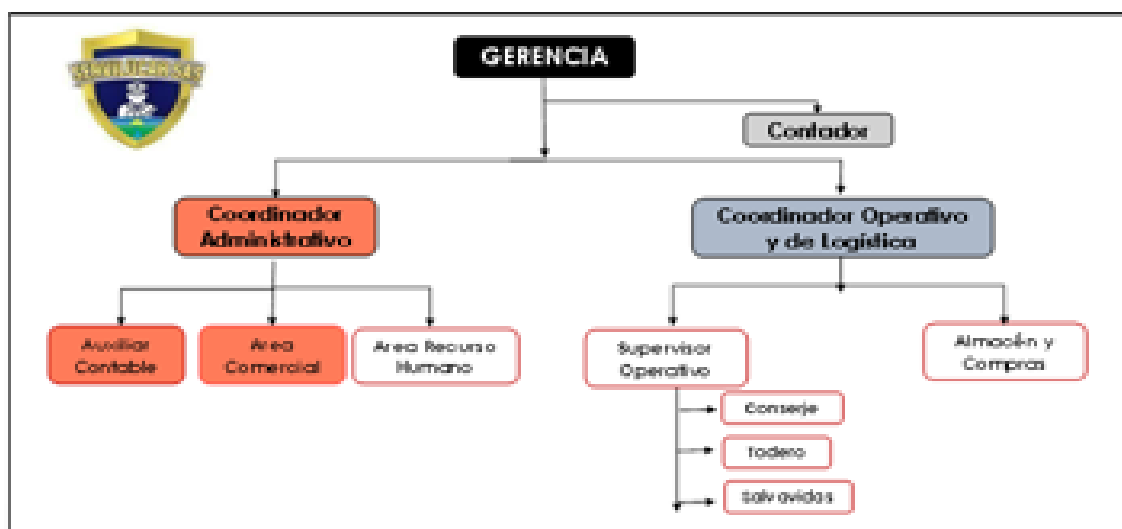 GERENCIA
Contador
Coordinador
Administrativo
Coordinador Operativo
y de Logística
Auxiliar
Contable
Area
Comercial
Area Recurso
Humano
Supervisor
Operativo
Almacén y
Compras
Conserje
Todero
Salvavidas